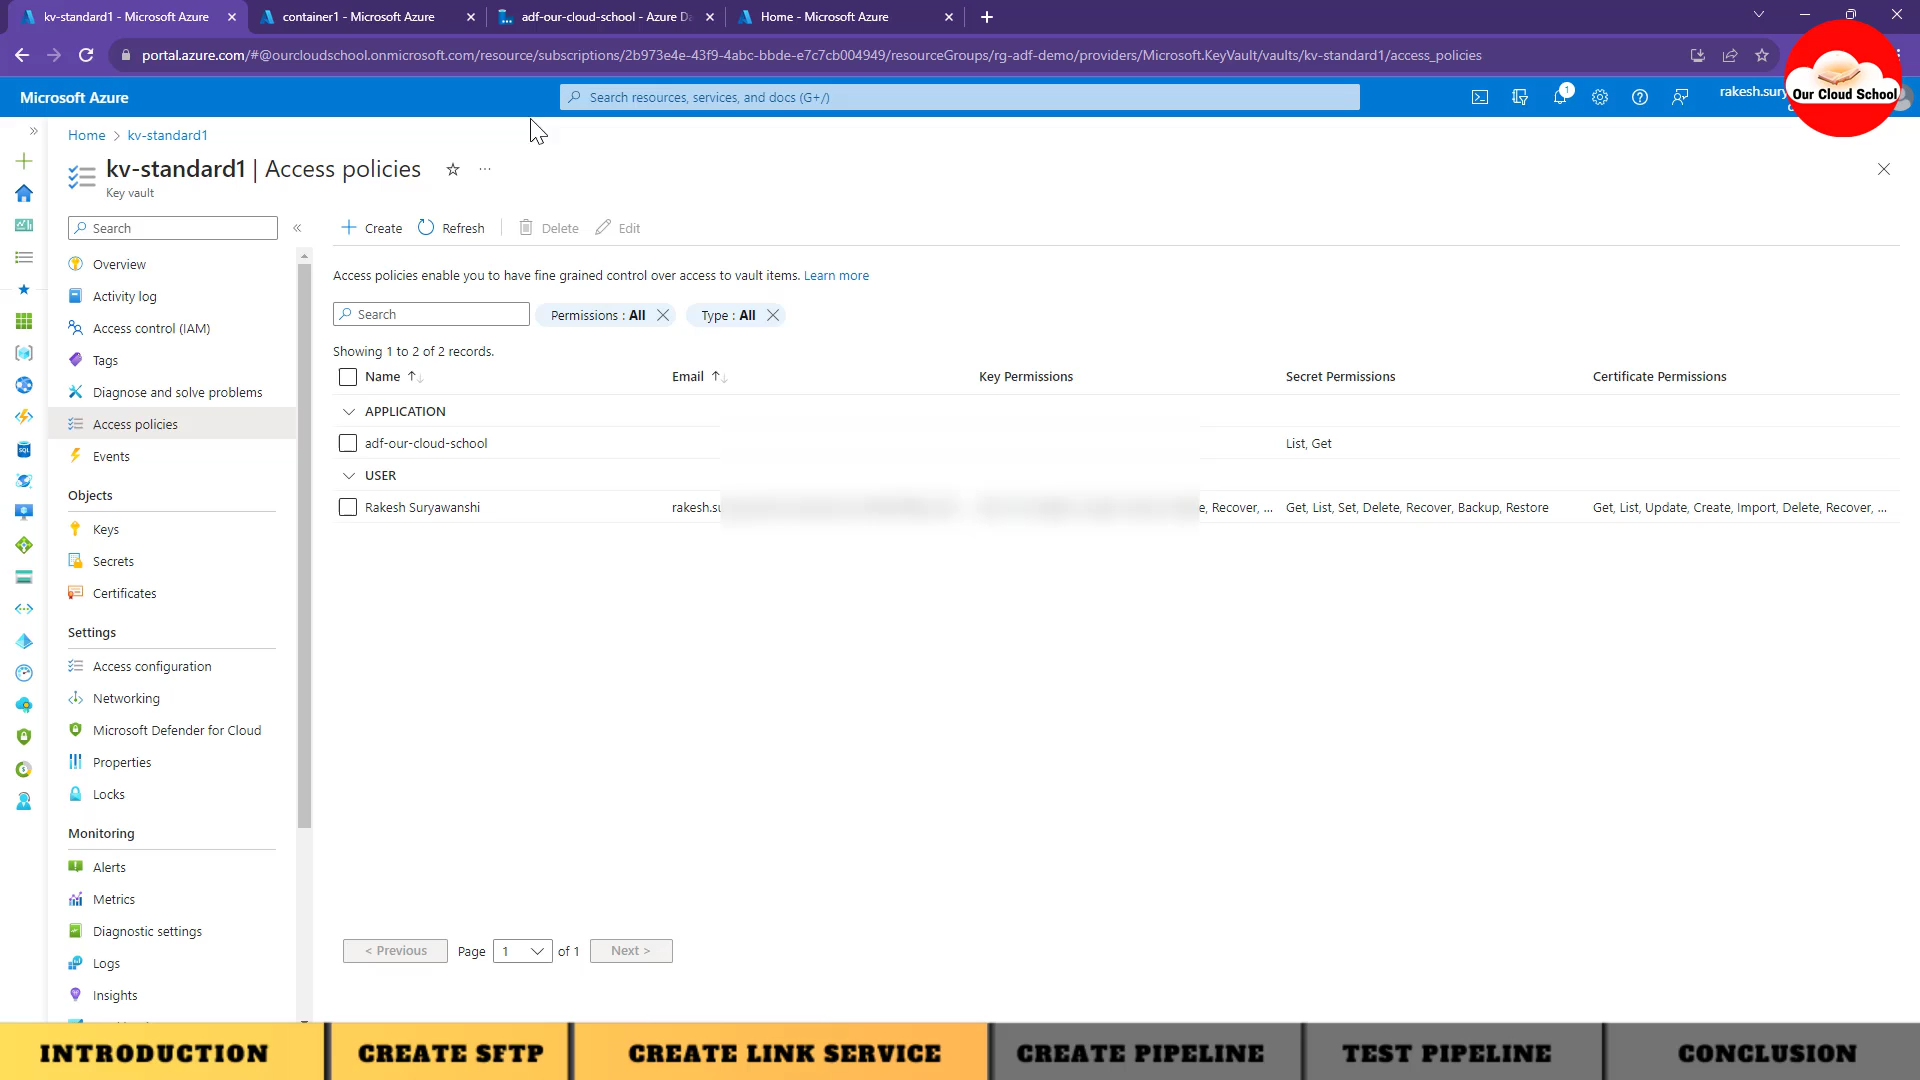 kv-standard1 - Microsoft Azure
container1 - Microsoft Azure
adf-our-cloud-school - Azure Da
Home - Microsoft Azure
portal.azure.com/#@ourcloudschool.onmicrosoft.com/resource/subscriptions/2b973e4e-43f9-4abc-bbde-e7c7cb004949/resourceGroups/rg-adf-demo/providers/Microsoft.KeyVault/vaults/kv-standard1/access_policies
Microsoft Azure
Search resources, services, and docs (G+/)
1
rakesh.sury
Our Cloud School
Home > kv-standard1
kv-standard1 | Access policies
Key vault
Search
Overview
Activity log
Access control (IAM)
Tags
Diagnose and solve problems
Access policies
Events
Objects
Keys
Secrets
Certificates
Settings
Access configuration
Networking
Microsoft Defender for Cloud
Properties
Locks
Monitoring
Alerts
Metrics
Diagnostic settings
Logs
Insights
Create
Refresh
Delete
Edit
Access policies enable you to have fine grained control over access to vault items. Learn more
Search
Permissions : All
Type : All
Showing 1 to 2 of 2 records.
Name
Email
Key Permissions
Secret Permissions
Certificate Permissions
APPLICATION
adf-our-cloud-school
List, Get
USER
Rakesh Suryawanshi
rakesh.su
e, Recover, ...
Get, List, Set, Delete, Recover, Backup, Restore
Get, List, Update, Create, Import, Delete, Recover, ...
< Previous
Page
1
of 1
Next >
INTRODUCTION
CREATE SFTP
CREATE LINK SERVICE
CREATE PIPELINE
TEST PIPELINE
CONCLUSION